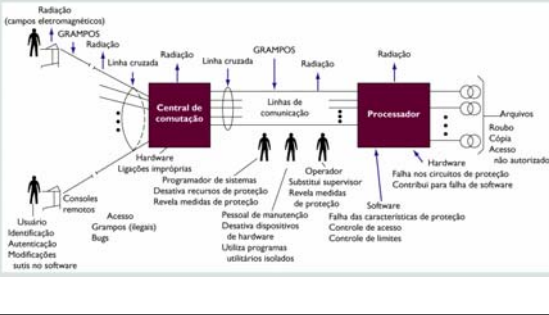 Radiação
(campos eletromagnéticos)
GRAMPOS
Radiação
Linha cruzada
Radiação
Linha cruzada
GRAMPOS
Radiação
Radiação
Central de
comutação
Linhas de
comunicação
Processador
Arquivos
Roubo
Cópia
Acesso
não autorizado
Hardware
Ligações impróprias
Programador de sistemas
Desativa recursos de proteção
Revela medidas de proteção
Operador
Substitui supervisor
Revela medidas
de proteção
Hardware
Falha nos circuitos de proteção
Contribui para falha de software
Consoles
remotos
Acesso
Grampos (ilegais)
Bugs
Pessoal de manutenção
Desativa dispositivos
de hardware
Utiliza programas
utilitários isolados
Software
Falha das características de proteção
Controle de acesso
Controle de limites
Usuário
Identificação
Autenticação
Modificações
sutis no software